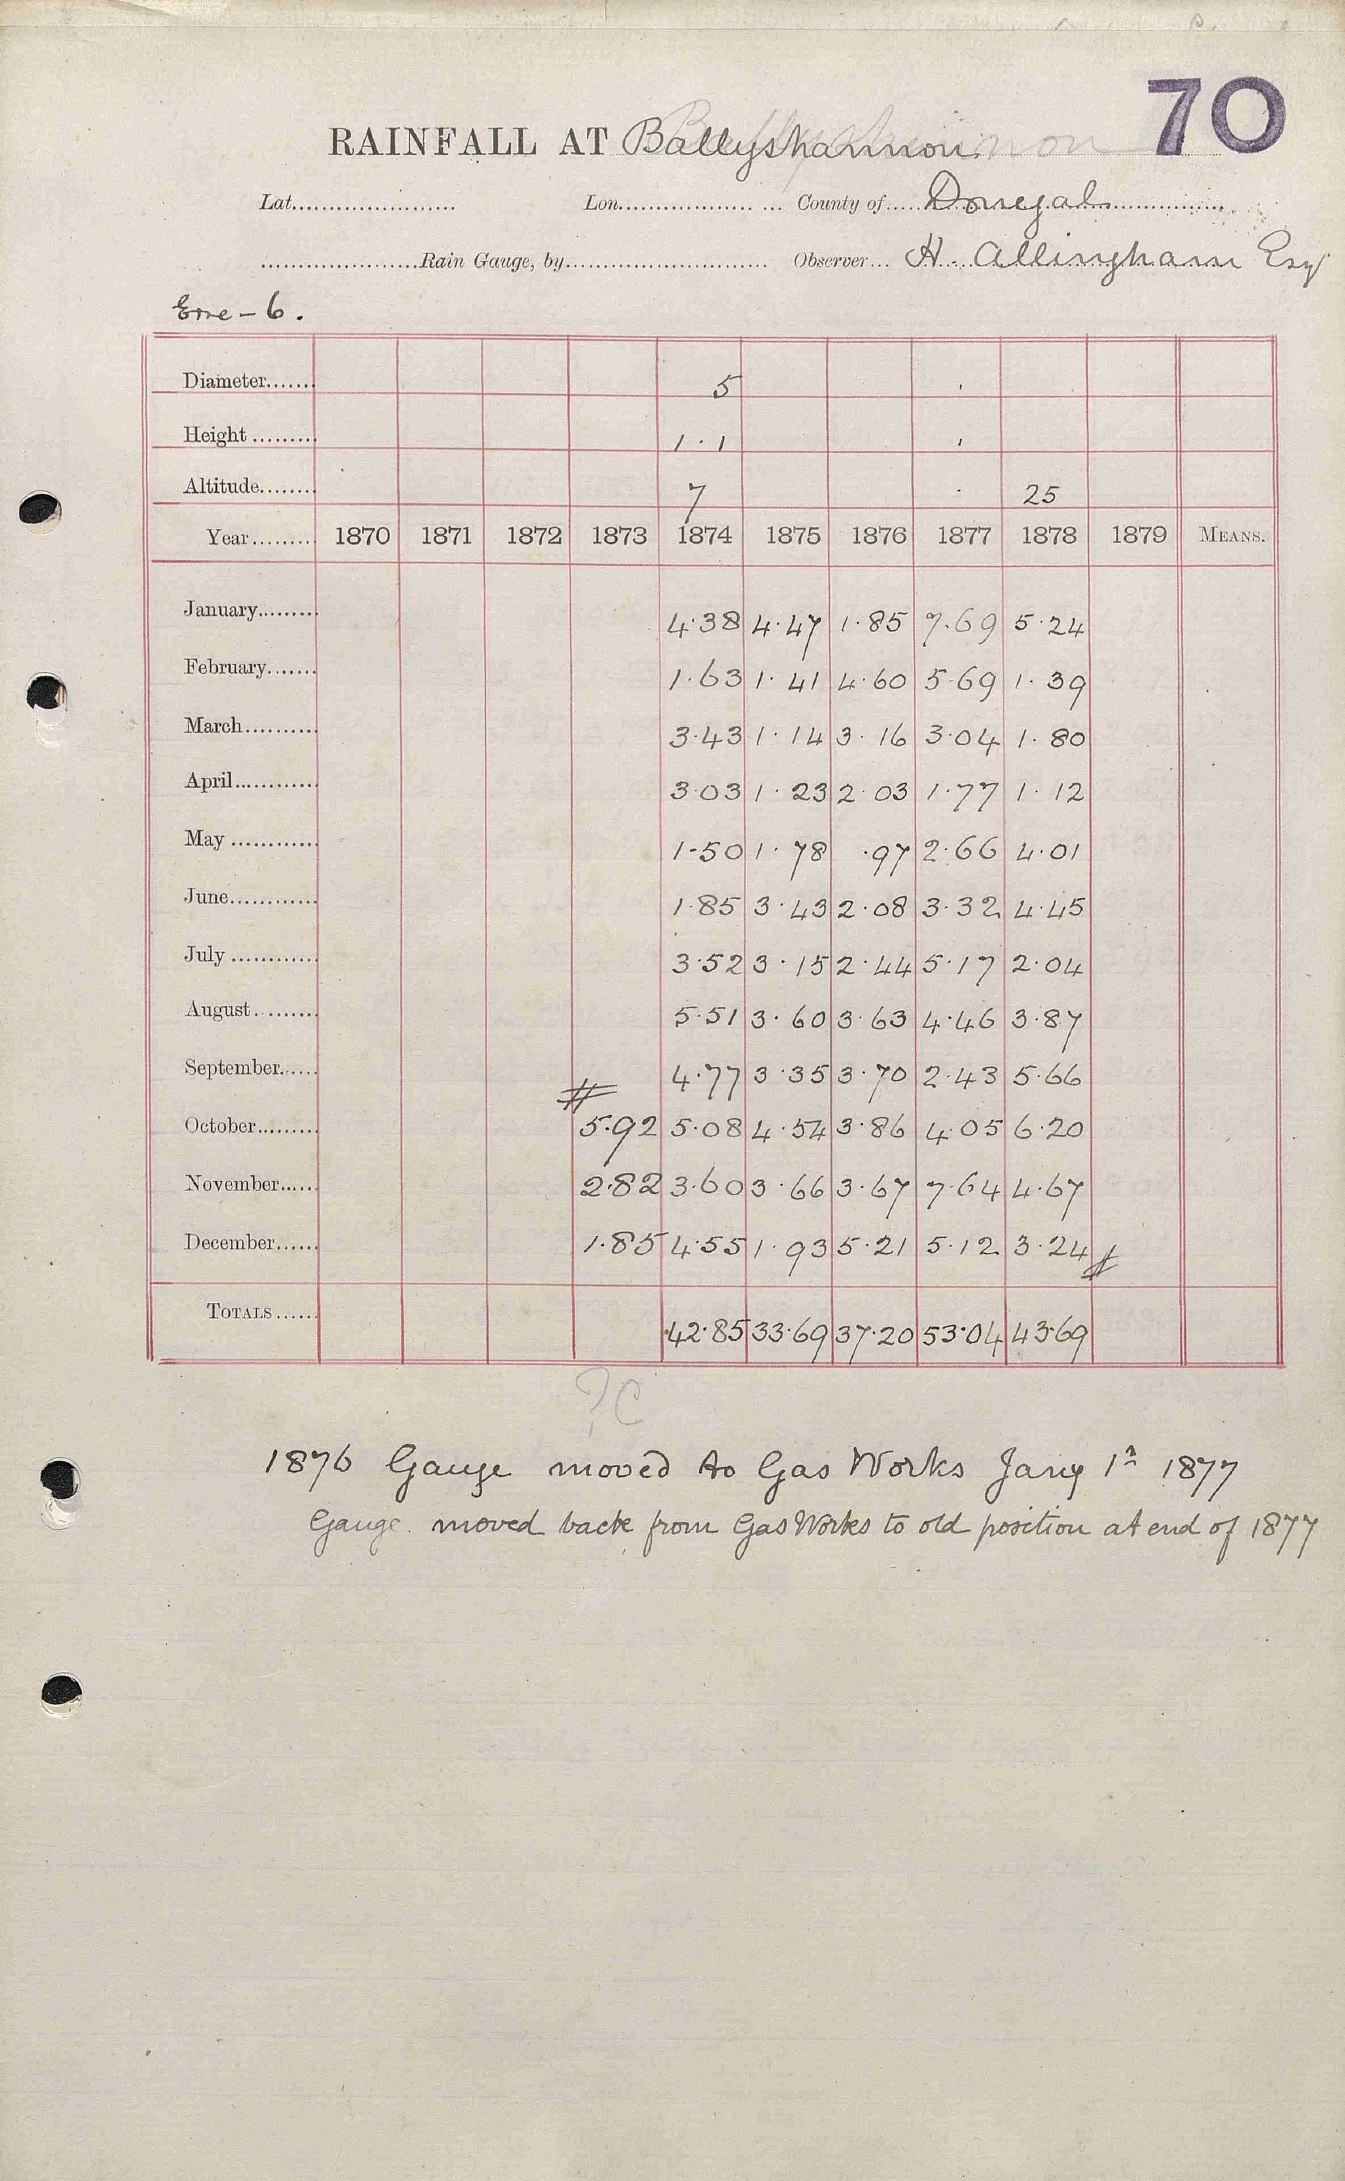 70
RAINFALL AT Ballyshannon
Lat...................... Lon.................. ... County of..... Donegal
.....................Rain Gauge, by........................... Observer... H. Allingham Esq
Erne - 6.
Diameter....... 5
Height ......... 1.1
Altitude........ 7 25
Year........ 1870 1871 1872 1873 1874 1875 1876 1877 1878 1879 MEANS.
January......... 4.38 4.47 1.85 7.69 5.24
February....... 1.63 1.41 4.60 5.69 1.39
March.......... 3.43 1.14 3.16 3.04 1.80
April............ 3.03 1.23 2.03 1.77 1.12
May ............ 1.50 1.78 .97 2.66 4.01
June............ 1.85 3.43 2.08 3.32 4.45
July ............ 3.52 3.15 2.44 5.17 2.04
August......... 5.51 3.60 3.63 4.46 3.87
September...... 4.77 3.35 3.70 2.43 5.66
October......... 5.92 5.08 4.54 3.86 4.05 6.20
November...... 2.82 3.60 3.66 3.67 7.64 4.67
December...... 1.85 4.55 1.93 5.21 5.12 3.24
TOTALS...... 42.85 33.69 37.20 53.04 43.69
? C
1876 Gauge moved to Gas Works Jany 1st 1877
Gauge moved back from Gas Works to old position at end of 1877